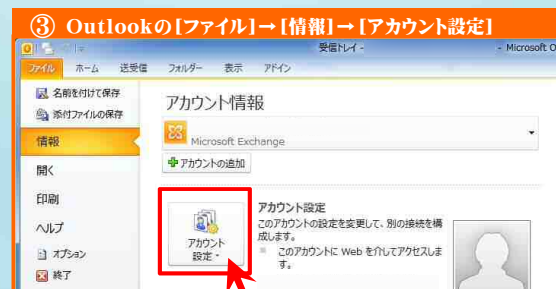 ③ Outlookの[ファイル]→[情報]→[アカウント設定]
受信トレイ - - Microsoft O
ファイル ホーム 送受信 フォルダー 表示 アドイン
名前を付けて保存
添付ファイルの保存
情報
開く
印刷
ヘルプ
オプション
終了
アカウント情報
Microsoft Exchange
アカウントの追加
アカウント
設定
アカウント設定
このアカウントの設定を変更して、別の接続を構
成します。
このアカウントに Web を介してアクセスしま
す。